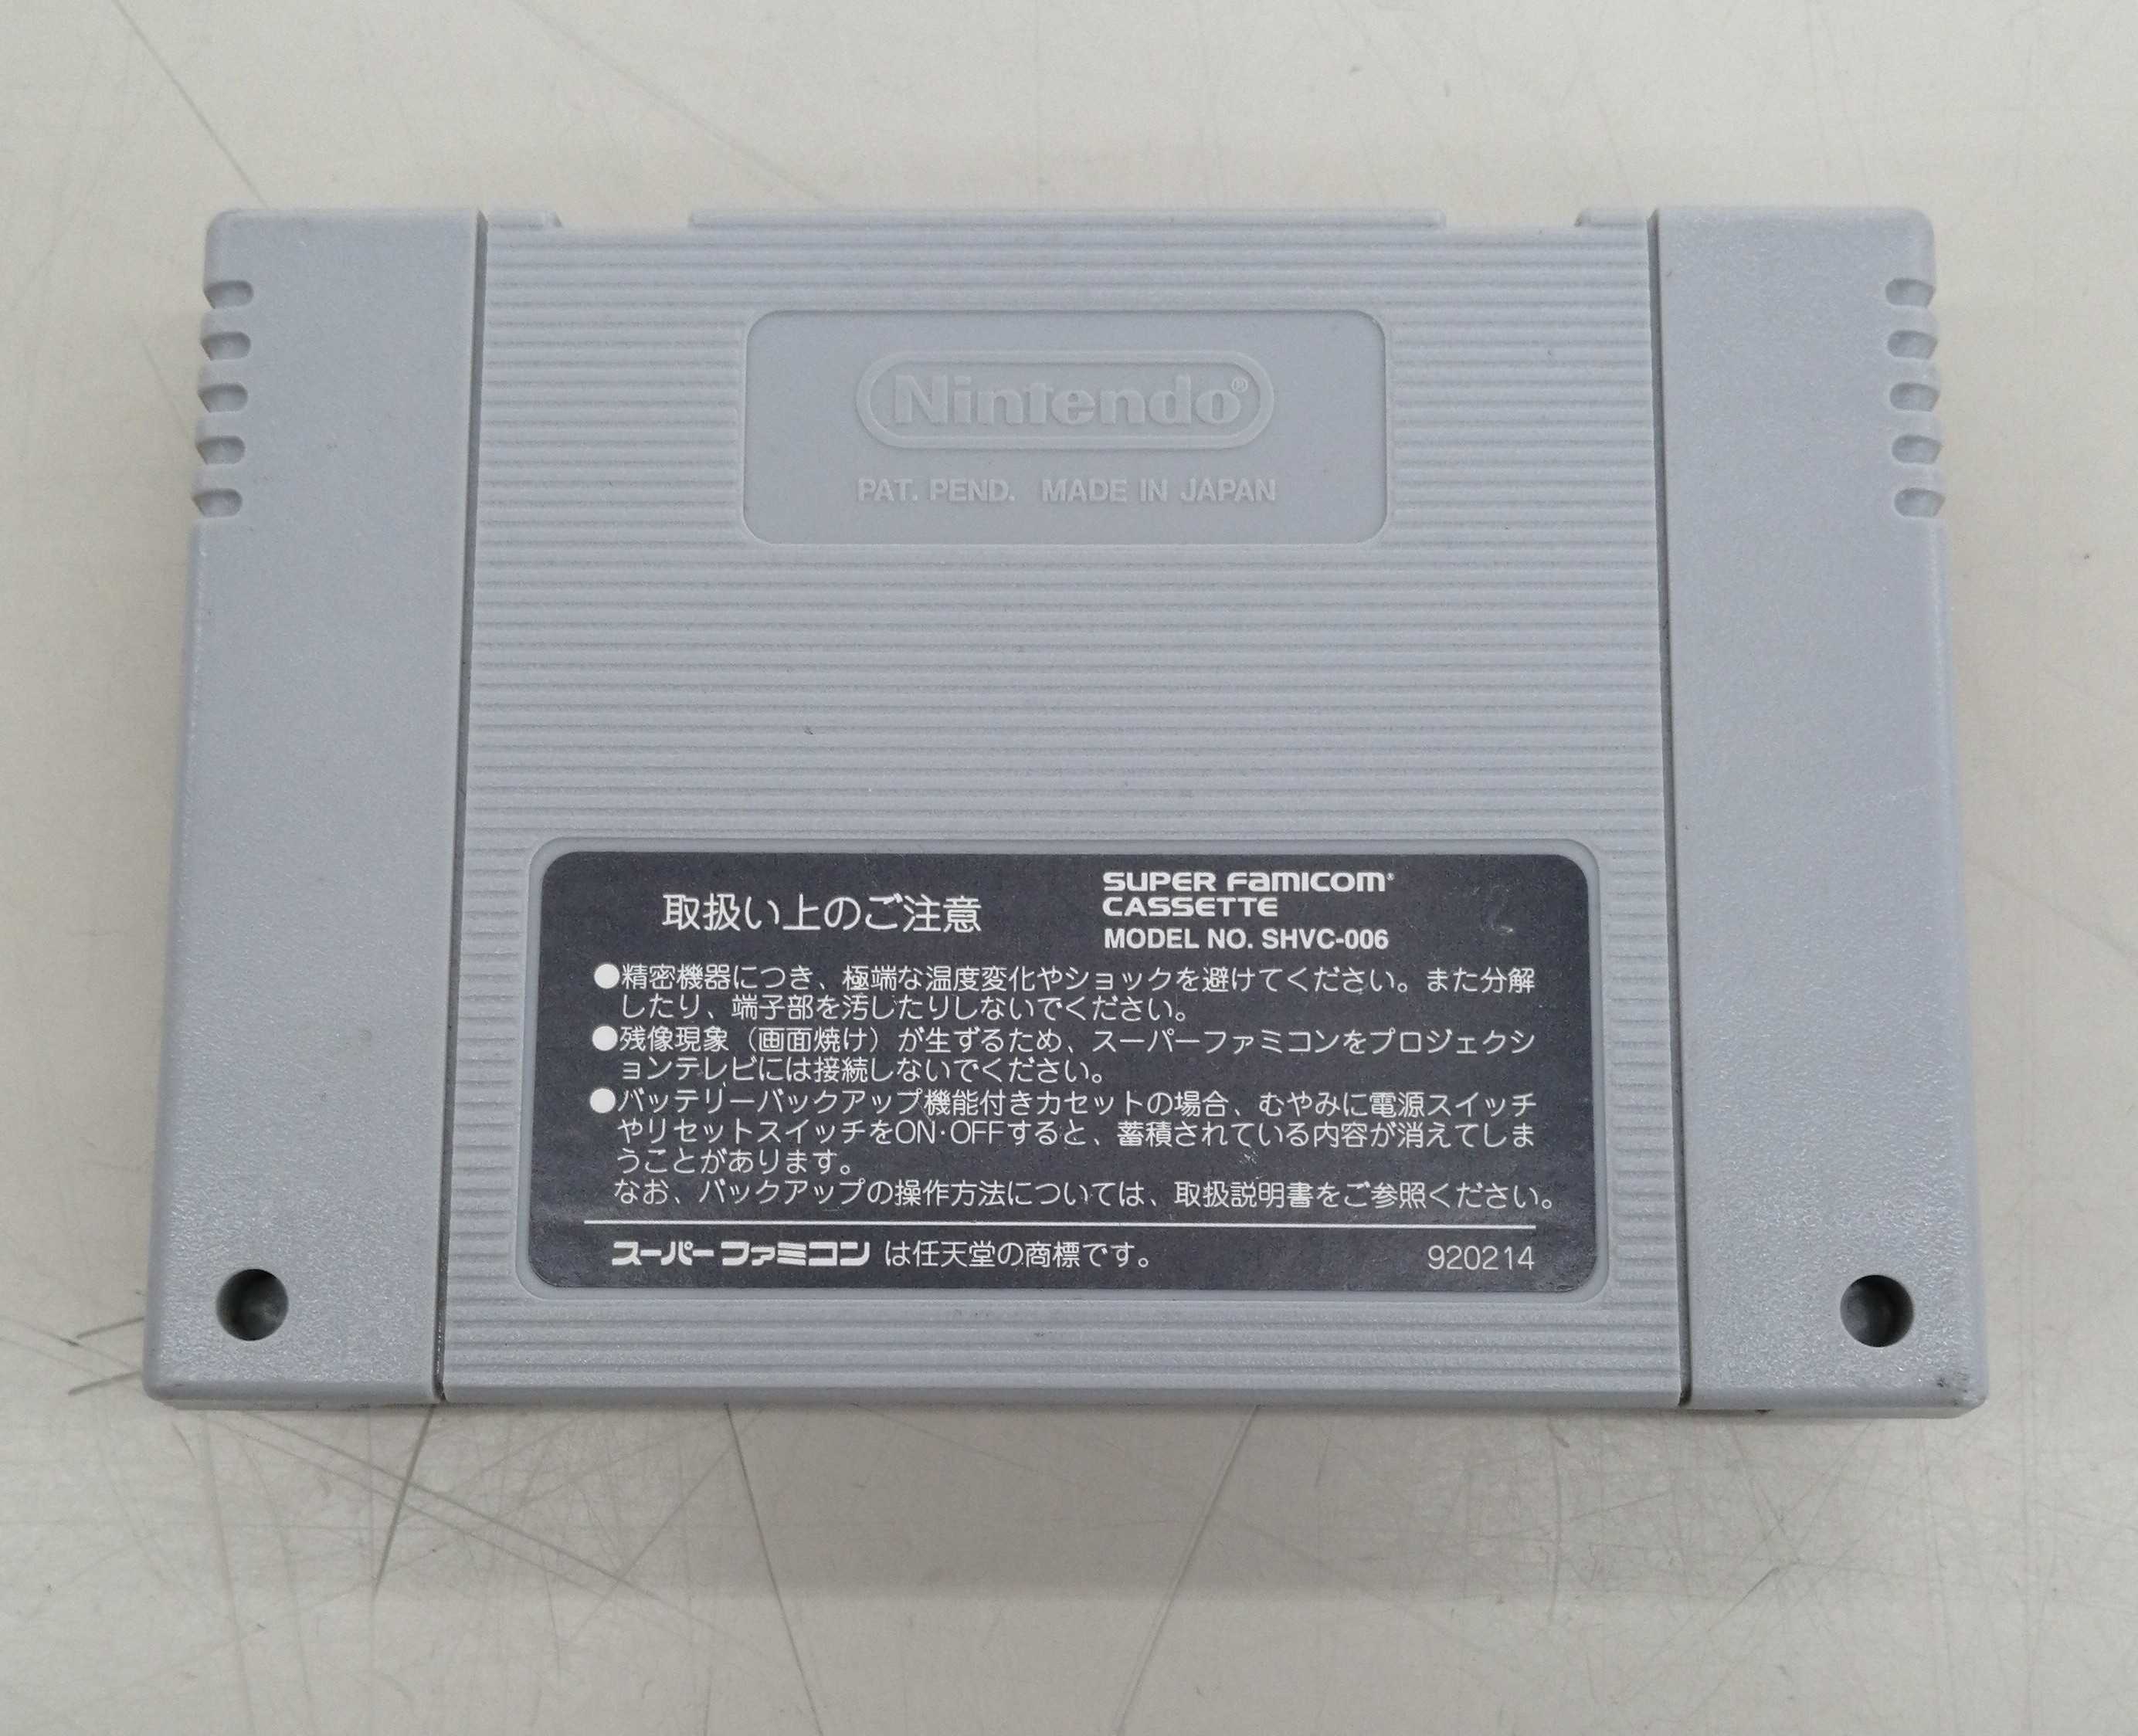 Nintendo®
PAT. PEND. MADE IN JAPAN
取扱い上のご注意
SUPER FAMICOM®
CASSETTE
MODEL NO. SHVC-006
●精密機器につき、極端な温度変化やショックを避けてください。また分解
したり、端子部を汚したりしないでください。
●残像現象（画面焼け）が生ずるため、スーパーファミコンをプロジェクシ
ョンテレビには接続しないでください。
●バッテリーバックアップ機能付きカセットの場合、むやみに電源スイッチ
やリセットスイッチをON・OFFすると、蓄積されている内容が消えてしま
うことがあります。
なお、バックアップの操作方法については、取扱説明書をご参照ください。
スーパーファミコン は任天堂の商標です。
920214